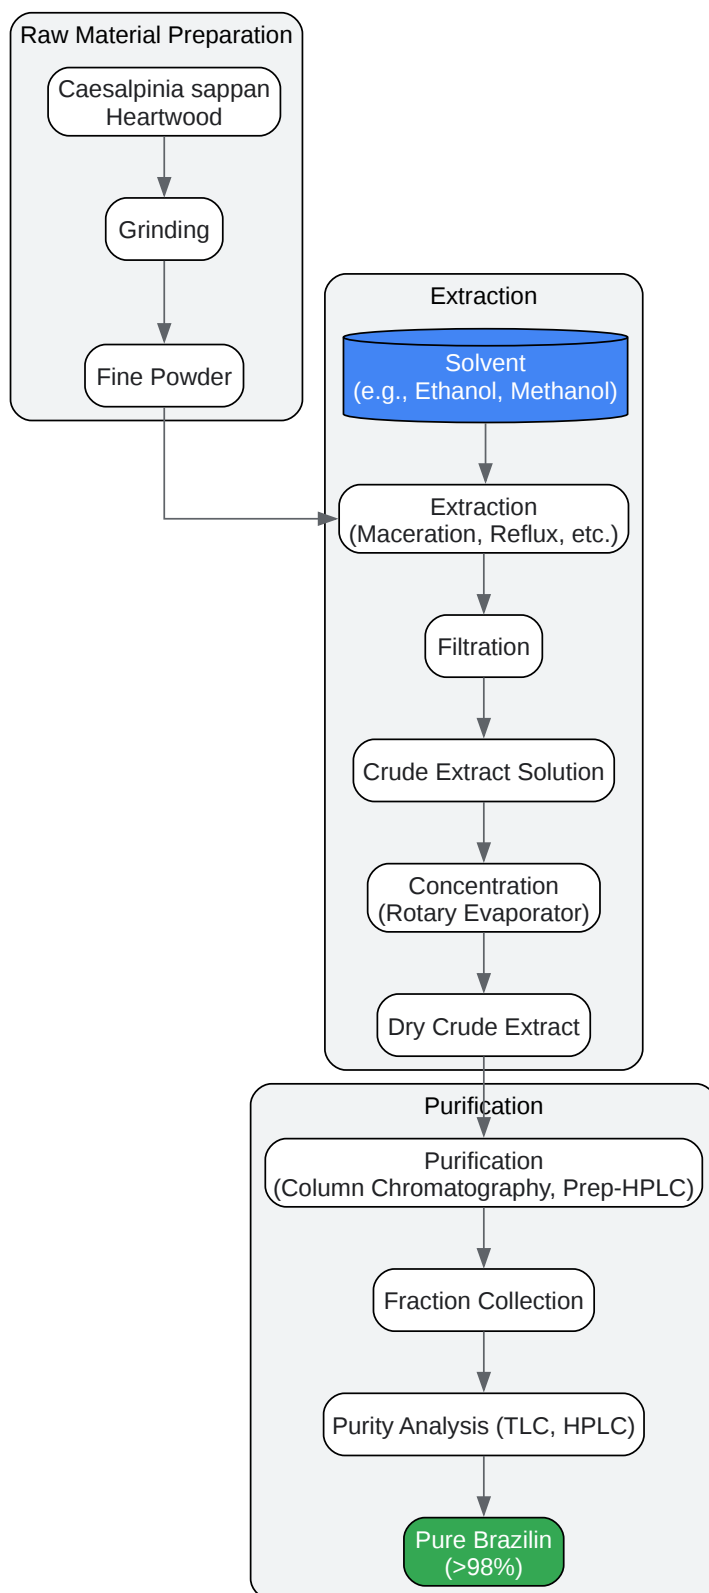 Raw Material Preparation
Caesalpinia sappan
Heartwood
Grinding
Fine Powder
Extraction
Solvent
(e.g., Ethanol, Methanol)
Extraction
(Maceration, Reflux, etc.)
Filtration
Crude Extract Solution
Concentration
(Rotary Evaporator)
Dry Crude Extract
Purification
Purification
(Column Chromatography, Prep-HPLC)
Fraction Collection
Purity Analysis (TLC, HPLC)
Pure Brazilin
(>98%)